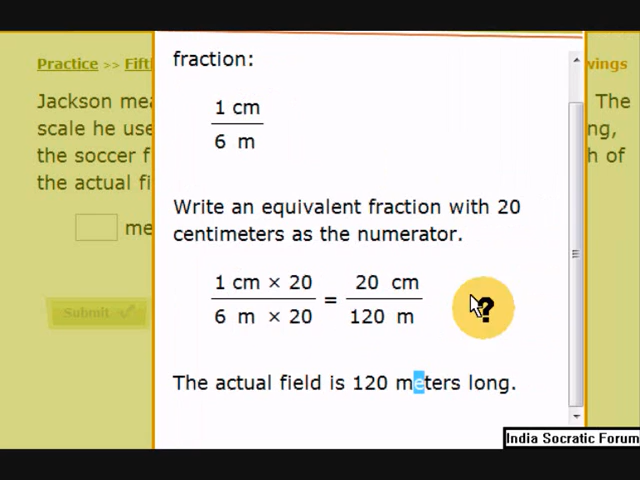 fraction:
Practice >> Fifth
wings
1 cm
6 m
Jackson mea
The
scale he use
ng,
the soccer f
h of
the actual fi
me
Write an equivalent fraction with 20
centimeters as the numerator.
1 cm × 20 = 20 cm
6 m × 20 120 m
?
Submit
The actual field is 120 meters long.
India Socratic Forum